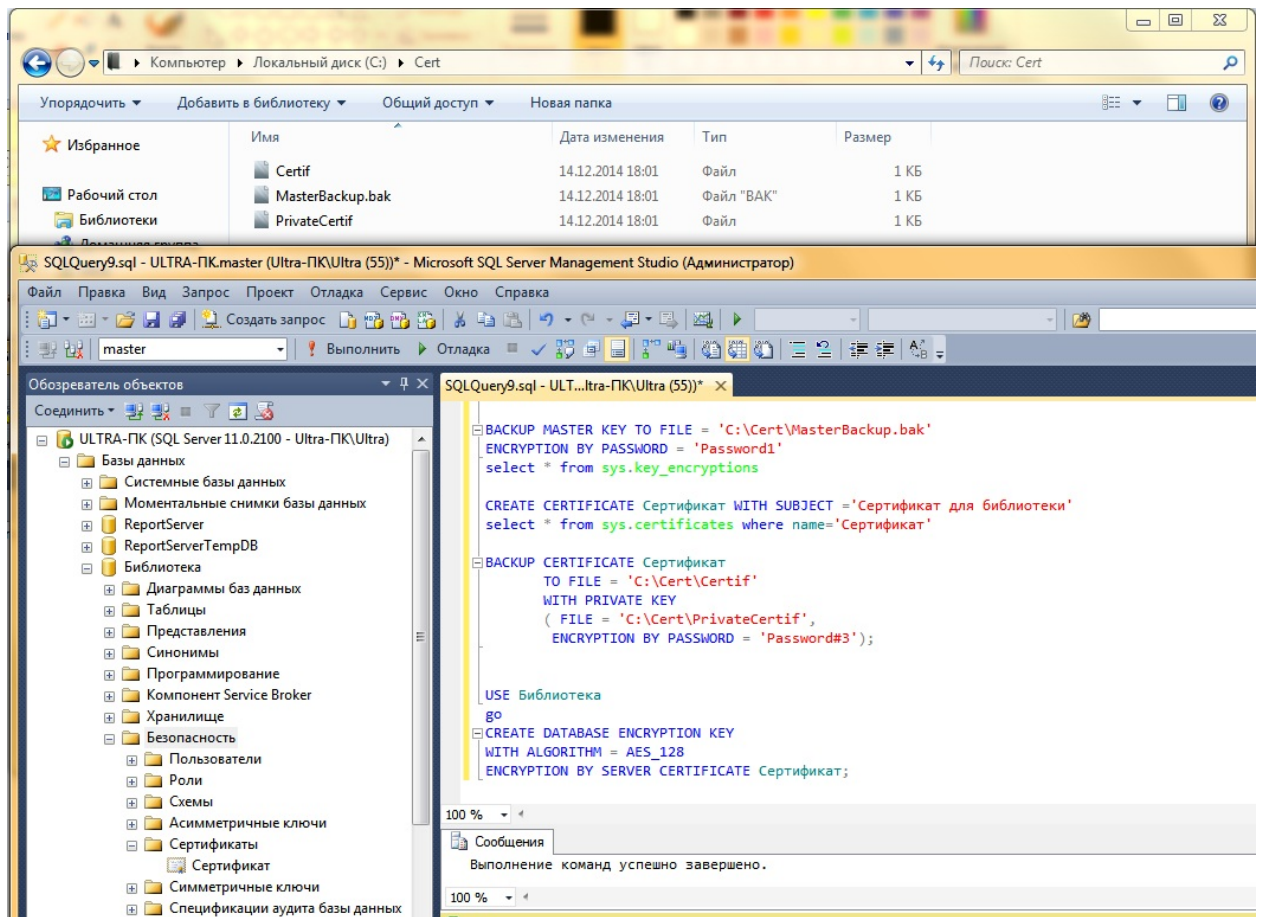 Компьютер ▸ Локальный диск (C:) ▸ Cert
Поиск: Cert
Упорядочить ▾ Добавить в библиотеку ▾ Общий доступ ▾ Новая папка
Имя Дата изменения Тип Размер
Избранное
Рабочий стол
Библиотеки
Домашняя группа
Certif 14.12.2014 18:01 Файл 1 КБ
MasterBackup.bak 14.12.2014 18:01 Файл "BAK" 1 КБ
PrivateCertif 14.12.2014 18:01 Файл 1 КБ
SQLQuery9.sql - ULTRA-ПК.master (Ultra-ПК\Ultra (55))* - Microsoft SQL Server Management Studio (Администратор)
Файл Правка Вид Запрос Проект Отладка Сервис Окно Справка
Создать запрос
master Выполнить Отладка
Обозреватель объектов
Соединить ▾
ULTRA-ПК (SQL Server 11.0.2100 - Ultra-ПК\Ultra)
Базы данных
Системные базы данных
Моментальные снимки базы данных
ReportServer
ReportServerTempDB
Библиотека
Диаграммы баз данных
Таблицы
Представления
Синонимы
Программирование
Компонент Service Broker
Хранилище
Безопасность
Пользователи
Роли
Схемы
Асимметричные ключи
Сертификаты
Сертификат
Симметричные ключи
Спецификации аудита базы данных
SQLQuery9.sql - ULT...ltra-ПК\Ultra (55))* ×
BACKUP MASTER KEY TO FILE = 'C:\Cert\MasterBackup.bak'
ENCRYPTION BY PASSWORD = 'Password1'
select * from sys.key_encryptions
CREATE CERTIFICATE Сертификат WITH SUBJECT ='Сертификат для библиотеки'
select * from sys.certificates where name='Сертификат'
BACKUP CERTIFICATE Сертификат
TO FILE = 'C:\Cert\Certif'
WITH PRIVATE KEY
( FILE = 'C:\Cert\PrivateCertif',
ENCRYPTION BY PASSWORD = 'Password#3');
USE Библиотека
go
CREATE DATABASE ENCRYPTION KEY
WITH ALGORITHM = AES_128
ENCRYPTION BY SERVER CERTIFICATE Сертификат;
100 %
Сообщения
Выполнение команд успешно завершено.
100 %